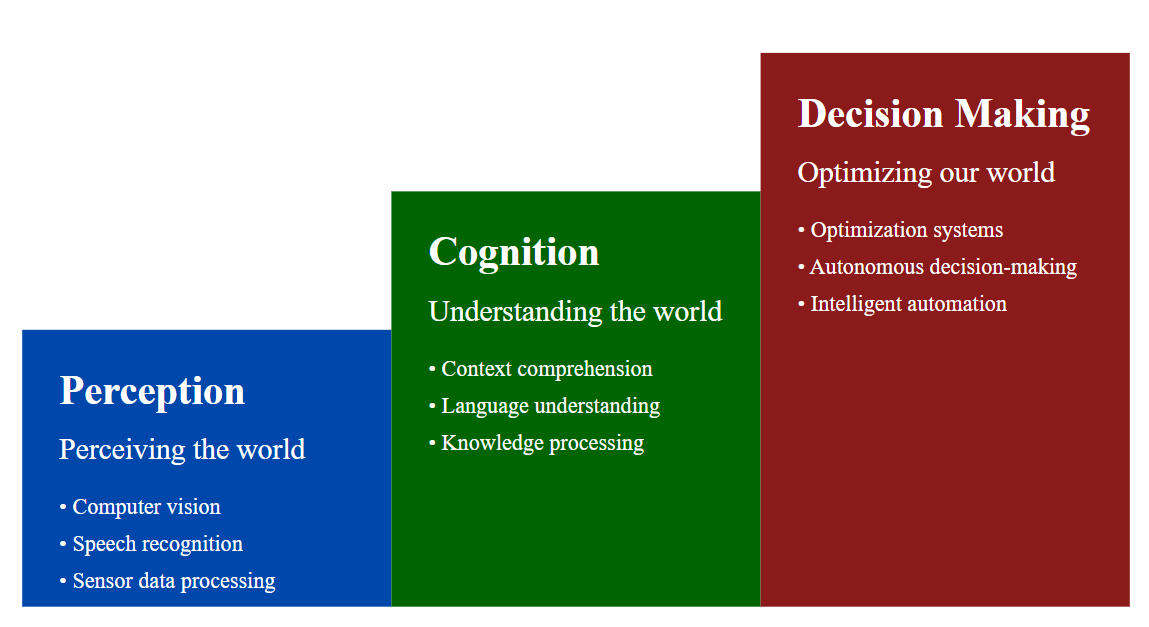 Perception
Perceiving the world
• Computer vision
• Speech recognition
• Sensor data processing
Cognition
Understanding the world
• Context comprehension
• Language understanding
• Knowledge processing
Decision Making
Optimizing our world
• Optimization systems
• Autonomous decision-making
• Intelligent automation